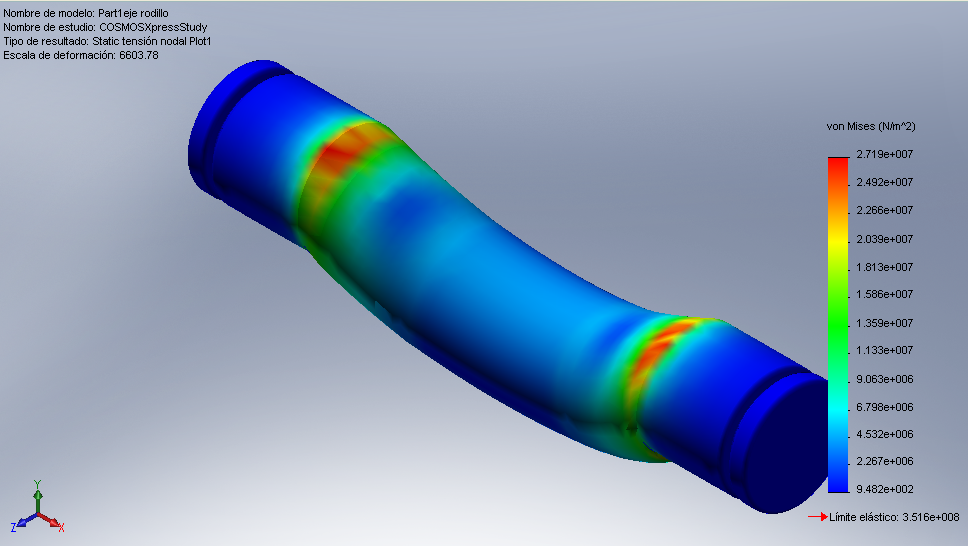 Nombre de modelo: Part1eje rodillo
Nombre de estudio: COSMOSXpressStudy
Tipo de resultado: Static tensión nodal Plot1
Escala de deformación: 6603.78
von Mises (N/m^2)
2.719e+007
2.492e+007
2.266e+007
2.039e+007
1.813e+007
1.586e+007
1.359e+007
1.133e+007
9.063e+006
6.798e+006
4.532e+006
2.267e+006
9.482e+002
Límite elástico: 3.516e+008
Y
Z
X